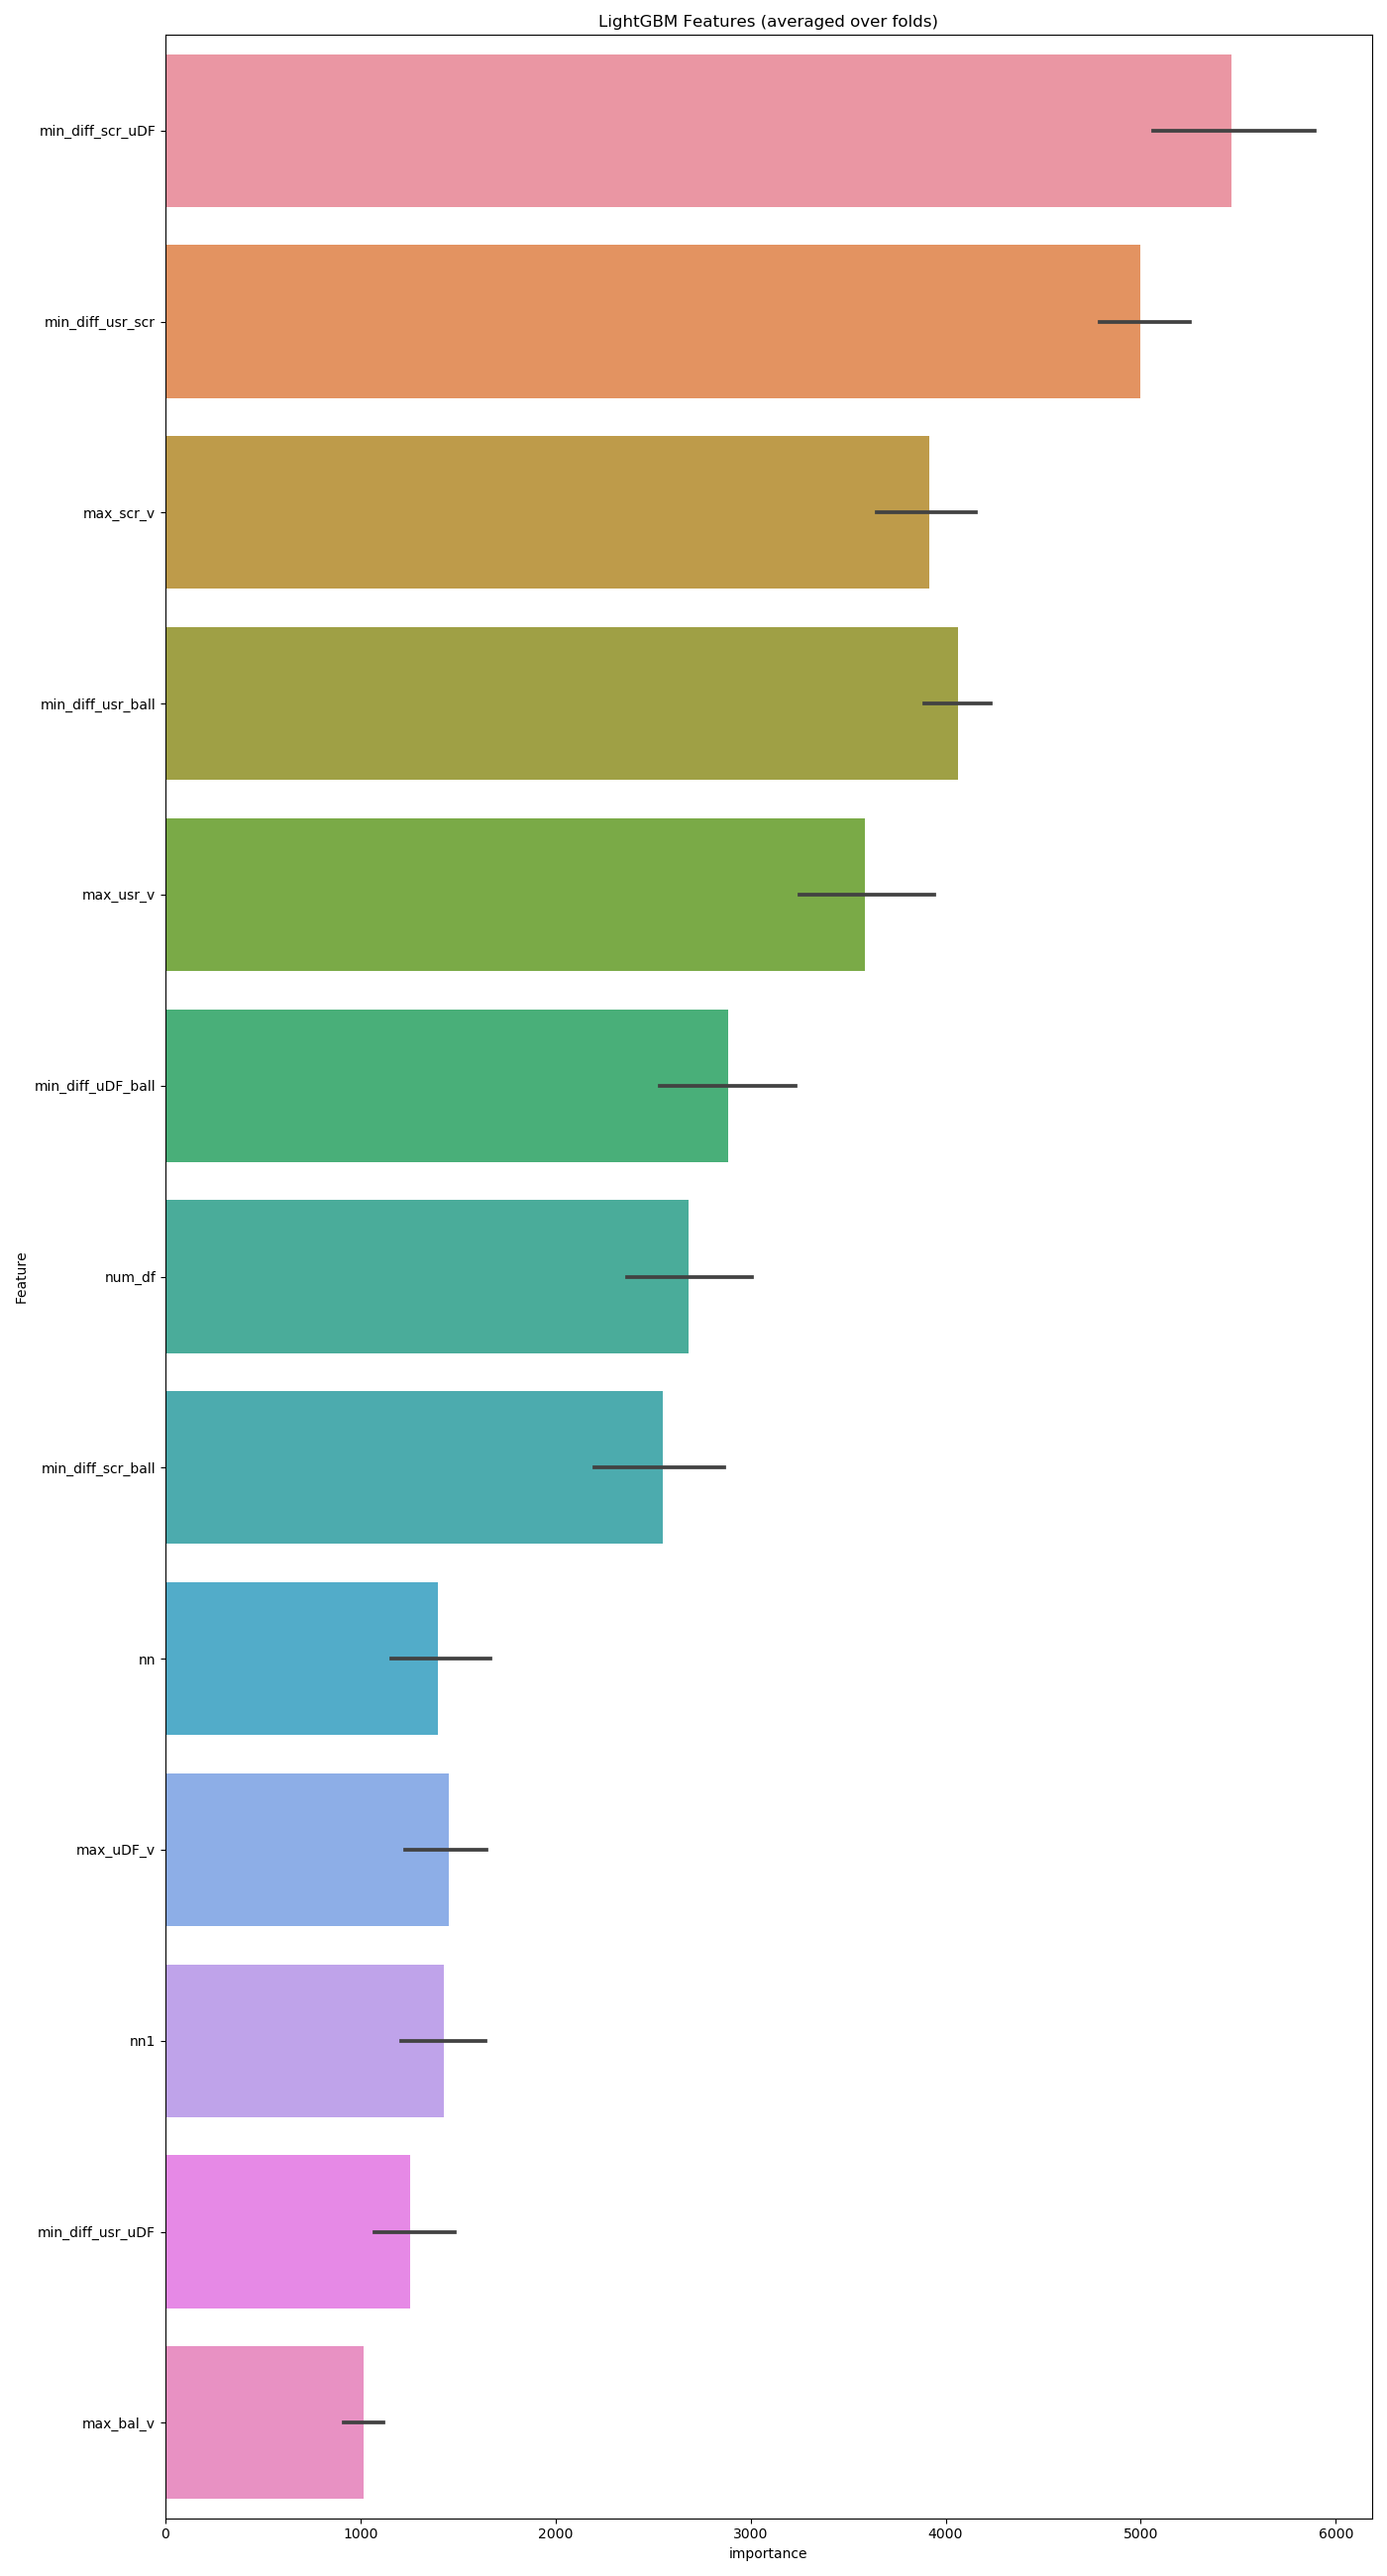 LightGBM Features (averaged over folds)
min_diff_scr_uDF
min_diff_usr_scr
max_scr_v
min_diff_usr_ball
max_usr_v
min_diff_uDF_ball
num_df
min_diff_scr_ball
nn
max_uDF_v
nn1
min_diff_usr_uDF
max_bal_v
Feature
0 1000 2000 3000 4000 5000 6000
importance